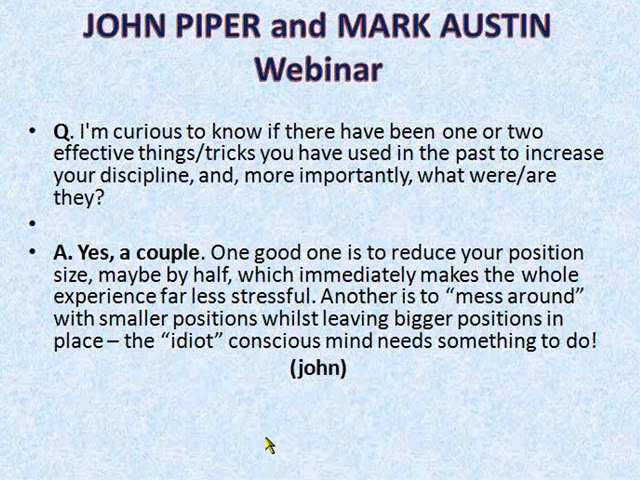 JOHN PIPER and MARK AUSTIN
Webinar
• Q. I'm curious to know if there have been one or two
effective things/tricks you have used in the past to increase
your discipline, and, more importantly, what were/are
they?
•
• A. Yes, a couple. One good one is to reduce your position
size, maybe by half, which immediately makes the whole
experience far less stressful. Another is to “mess around”
with smaller positions whilst leaving bigger positions in
place – the “idiot” conscious mind needs something to do!
(john)